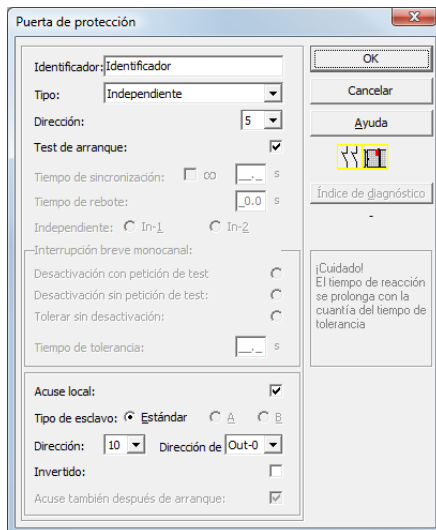 Puerta de protección
Identificador: Identificador
Tipo: Independiente
Dirección: 5
Test de arranque:
Tiempo de sincronización: ∞ __._ s
Tiempo de rebote: _0.0 s
Independiente: In-1 In-2
Interrupción breve monocanal:
Desactivación con petición de test
Desactivación sin petición de test:
Tolerar sin desactivación:
Tiempo de tolerancia: __._ s
Acuse local:
Tipo de esclavo: Estándar A B
Dirección: 10 Dirección de Out-0
Invertido:
Acuse también después de arranque:
OK
Cancelar
Ayuda
Índice de diagnóstico
-
¡Cuidado!
El tiempo de reacción
se prolonga con la
cuantía del tiempo de
tolerancia